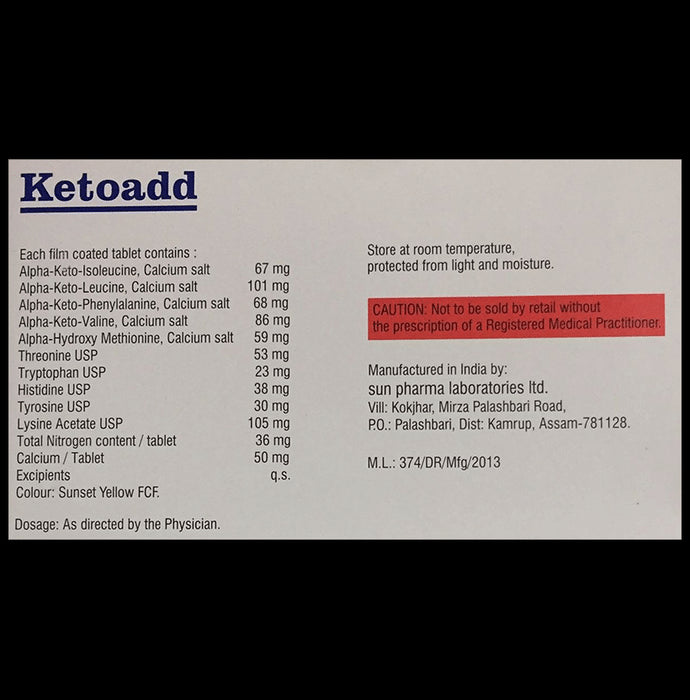 Ketoadd
Each film coated tablet contains :
Alpha-Keto-Isoleucine, Calcium salt 67 mg
Alpha-Keto-Leucine, Calcium salt 101 mg
Alpha-Keto-Phenylalanine, Calcium salt 68 mg
Alpha-Keto-Valine, Calcium salt 86 mg
Alpha-Hydroxy Methionine, Calcium salt 59 mg
Threonine USP 53 mg
Tryptophan USP 23 mg
Histidine USP 38 mg
Tyrosine USP 30 mg
Lysine Acetate USP 105 mg
Total Nitrogen content / tablet 36 mg
Calcium / Tablet 50 mg
Excipients q.s.
Colour: Sunset Yellow FCF.
Dosage: As directed by the Physician.
Store at room temperature,
protected from light and moisture.
CAUTION: Not to be sold by retail without
the prescription of a Registered Medical Practitioner.
Manufactured in India by:
sun pharma laboratories ltd.
Vill: Kokjhar, Mirza Palashbari Road,
P.O.: Palashbari, Dist: Kamrup, Assam-781128.
M.L.: 374/DR/Mfg/2013